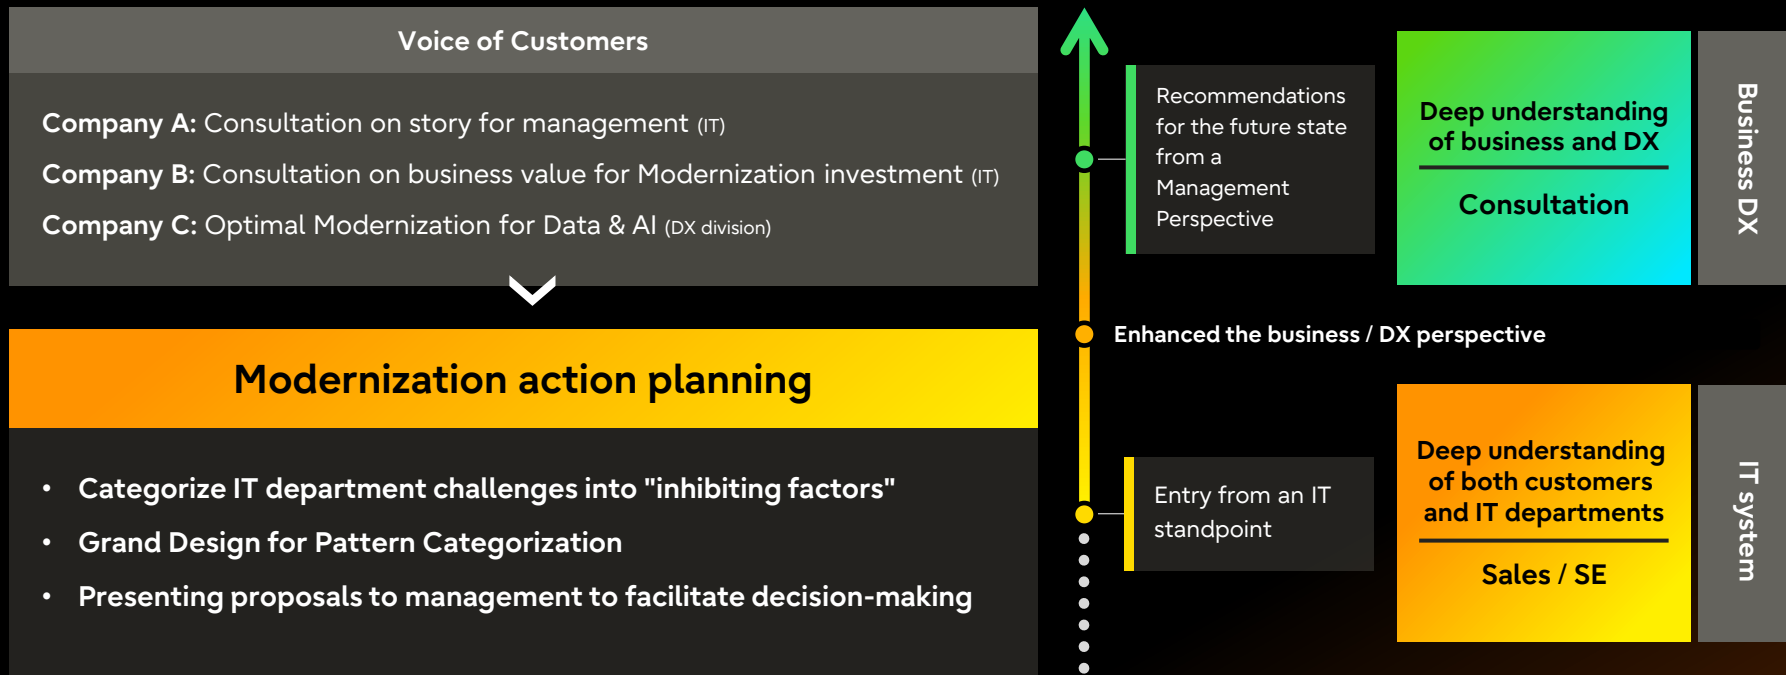 Voice of Customers
Company A: Consultation on story for management (IT)
Company B: Consultation on business value for Modernization investment (IT)
Company C: Optimal Modernization for Data & AI (DX division)
Modernization action planning
• Categorize IT department challenges into "inhibiting factors"
• Grand Design for Pattern Categorization
• Presenting proposals to management to facilitate decision-making
Recommendations
for the future state
from a
Management
Perspective
Deep understanding
of business and DX
Consultation
Business DX
Enhanced the business / DX perspective
Entry from an IT
standpoint
Deep understanding
of both customers
and IT departments
Sales / SE
IT system